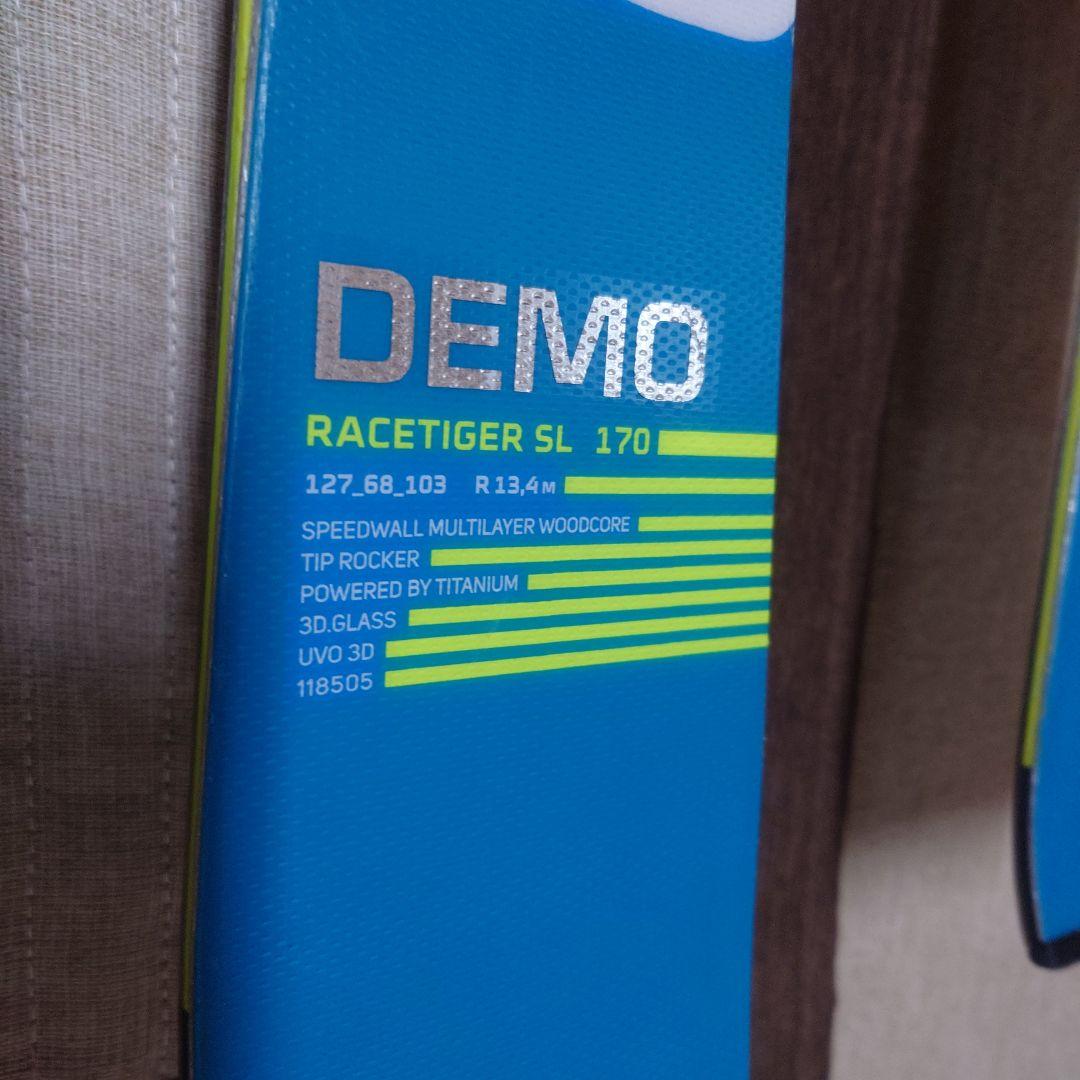 DEMO
RACETIGER SL 170
127_68_103 R 13,4 M
SPEEDWALL MULTILAYER WOODCORE
TIP ROCKER
POWERED BY TITANIUM
3D.GLASS
UVO 3D
118505